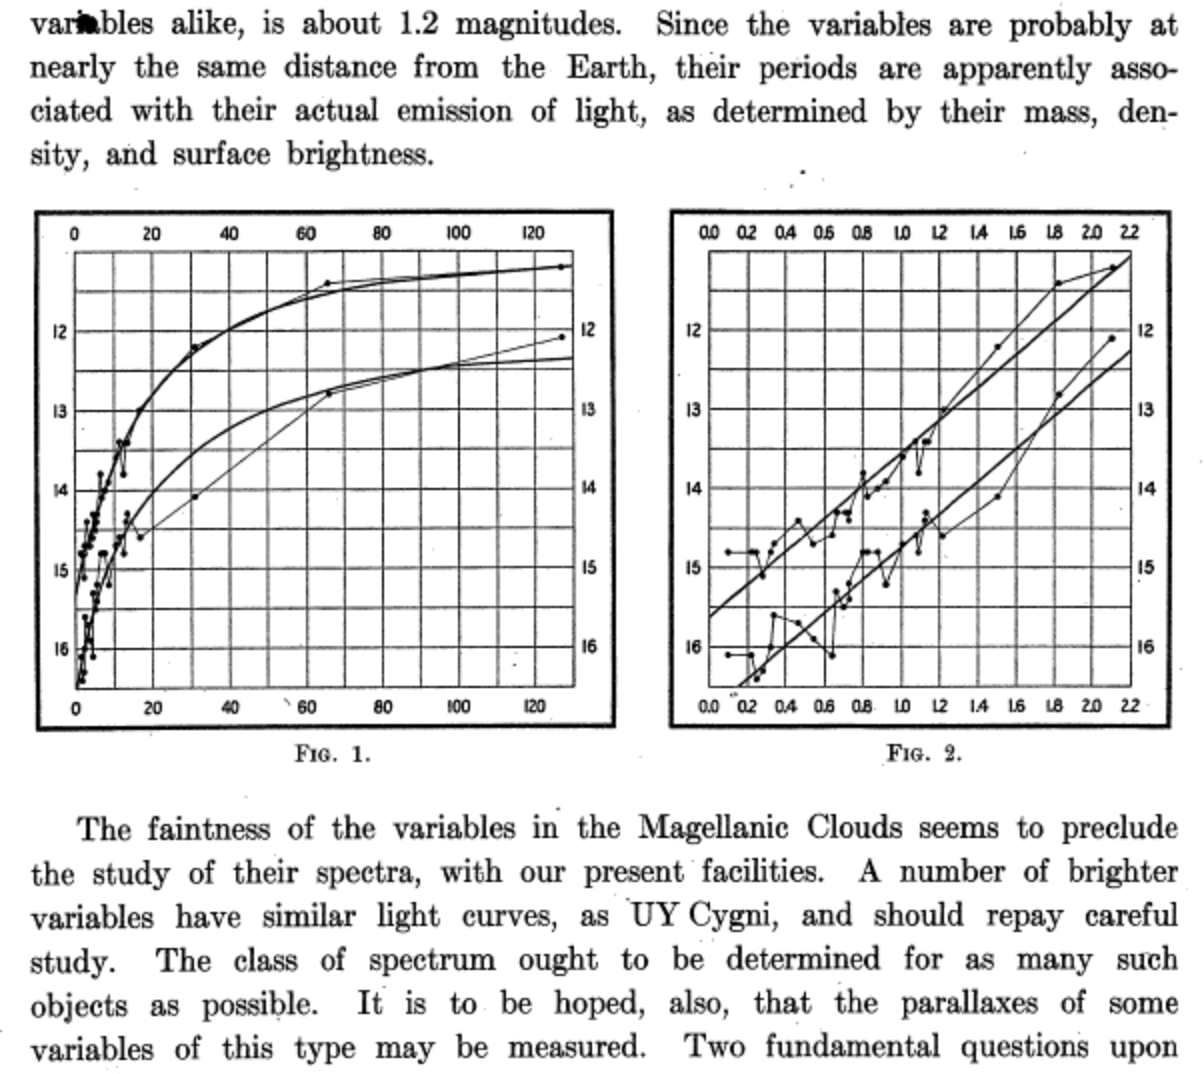 variables alike, is about 1.2 magnitudes. Since the variables are probably at
nearly the same distance from the Earth, their periods are apparently asso-
ciated with their actual emission of light, as determined by their mass, den-
sity, and surface brightness.
0 20 40 60 80 100 120
12 12
13 13
14 14
15 15
16 16
0 20 40 60 80 100 120
FIG. 1.
0.0 0.2 0.4 0.6 0.8 1.0 1.2 1.4 1.6 1.8 2.0 2.2
12 12
13 13
14 14
15 15
16 16
0.0 0.2 0.4 0.6 0.8 1.0 1.2 1.4 1.6 1.8 2.0 2.2
FIG. 2.
The faintness of the variables in the Magellanic Clouds seems to preclude
the study of their spectra, with our present facilities. A number of brighter
variables have similar light curves, as UY Cygni, and should repay careful
study. The class of spectrum ought to be determined for as many such
objects as possible. It is to be hoped, also, that the parallaxes of some
variables of this type may be measured. Two fundamental questions upon